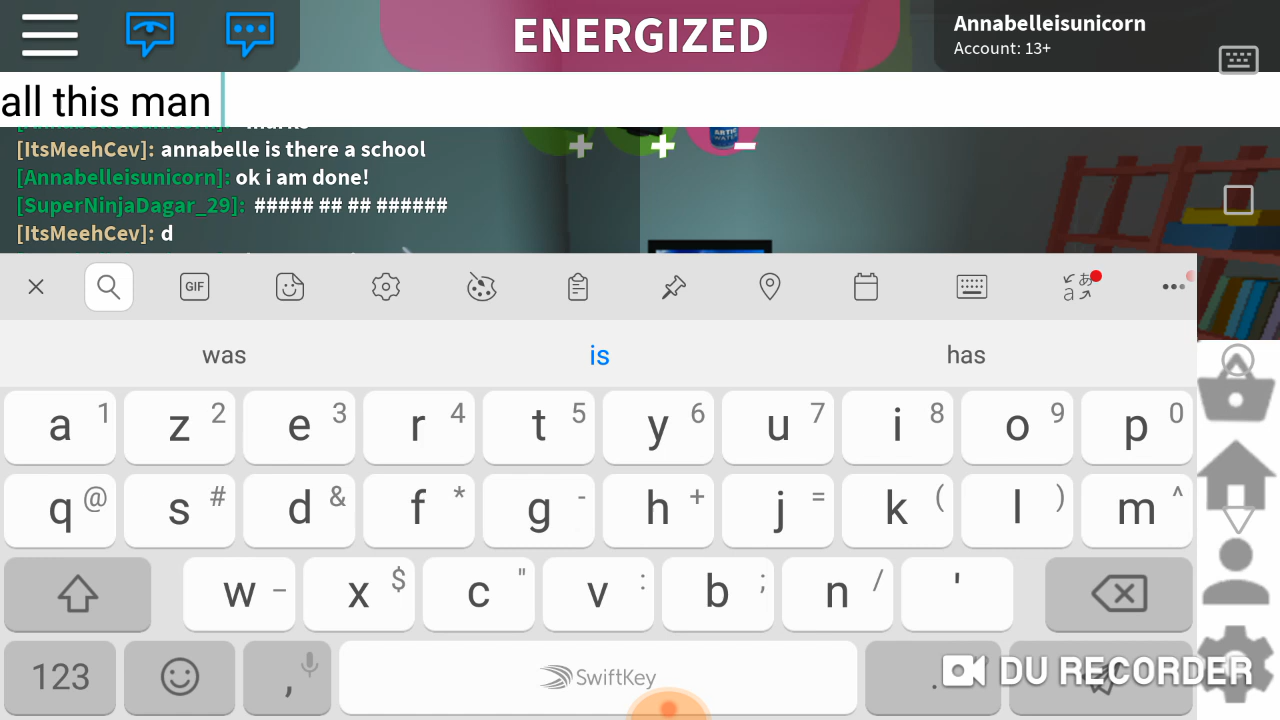 ENERGIZED
Annabelleisunicorn
Account: 13+
all this man
[ItsMeehCev]: annabelle is there a school
[Annabelleisunicorn]: ok i am done!
[SuperNinjaDagar_29]: ##### ## ## ######
[ItsMeehCev]: d
GIF
was is has
a 1 z 2 e 3 r 4 t 5 y 6 u 7 i 8 o 9 p 0
q @ s # d & f * g - h + j = k ( l ) m ^
w – x $ c " v : b ; n / '
123 , SwiftKey .
DU RECORDER